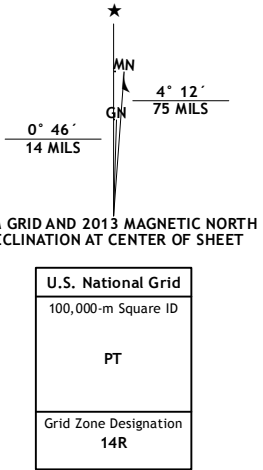 ★
MN
GN
4° 12´
75 MILS
0° 46´
14 MILS
GRID AND 2013 MAGNETIC NORTH
CLINATION AT CENTER OF SHEET
U.S. National Grid
100,000-m Square ID
PT
Grid Zone Designation
14R